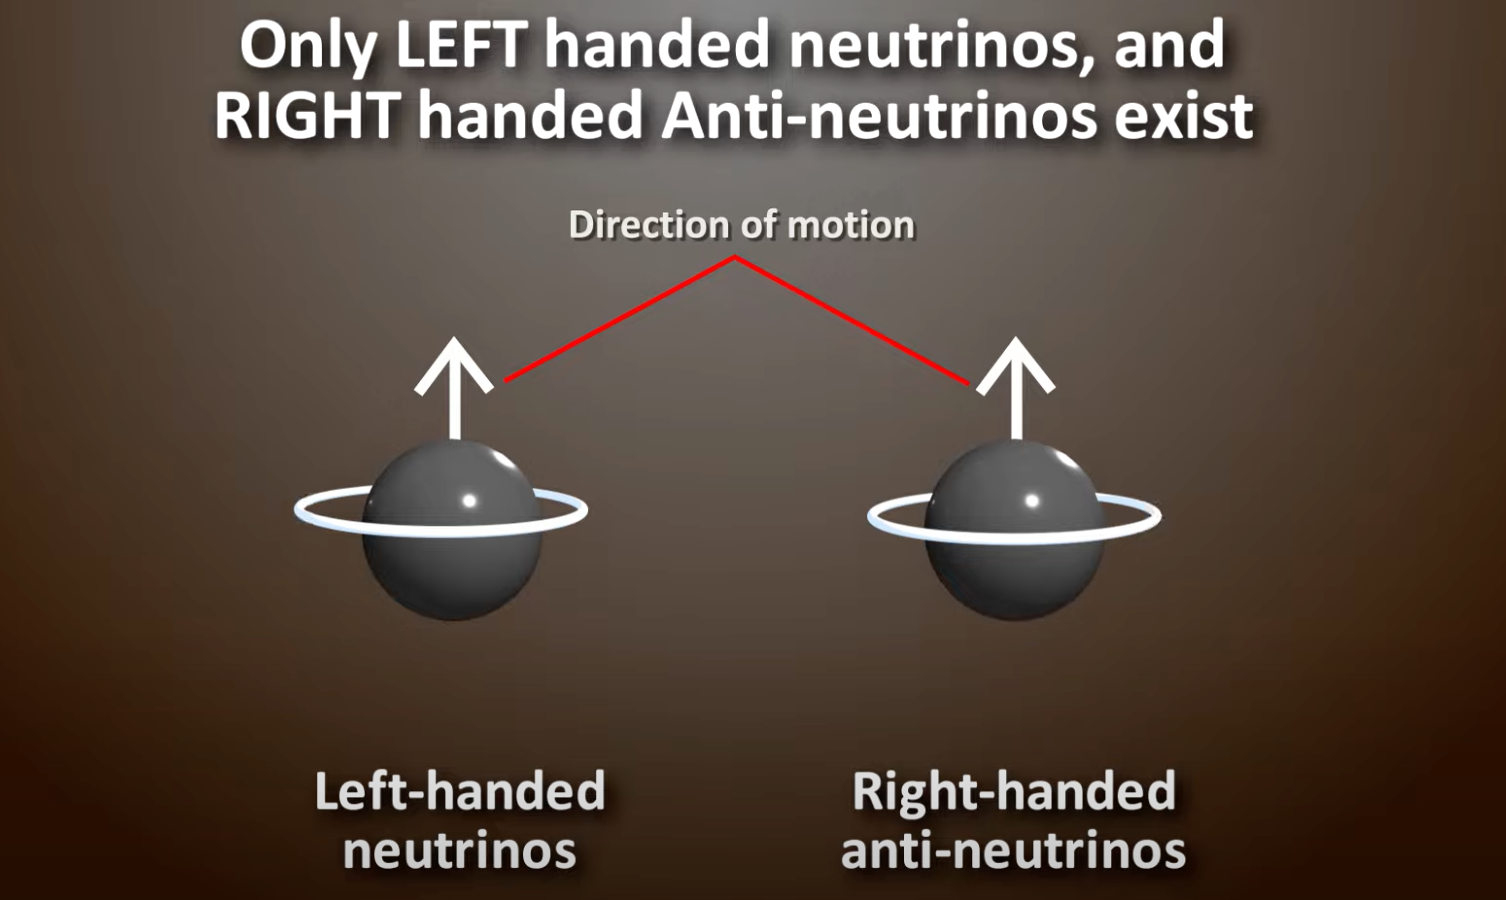 Only LEFT handed neutrinos, and
RIGHT handed Anti-neutrinos exist
Direction of motion
Left-handed
neutrinos
Right-handed
anti-neutrinos